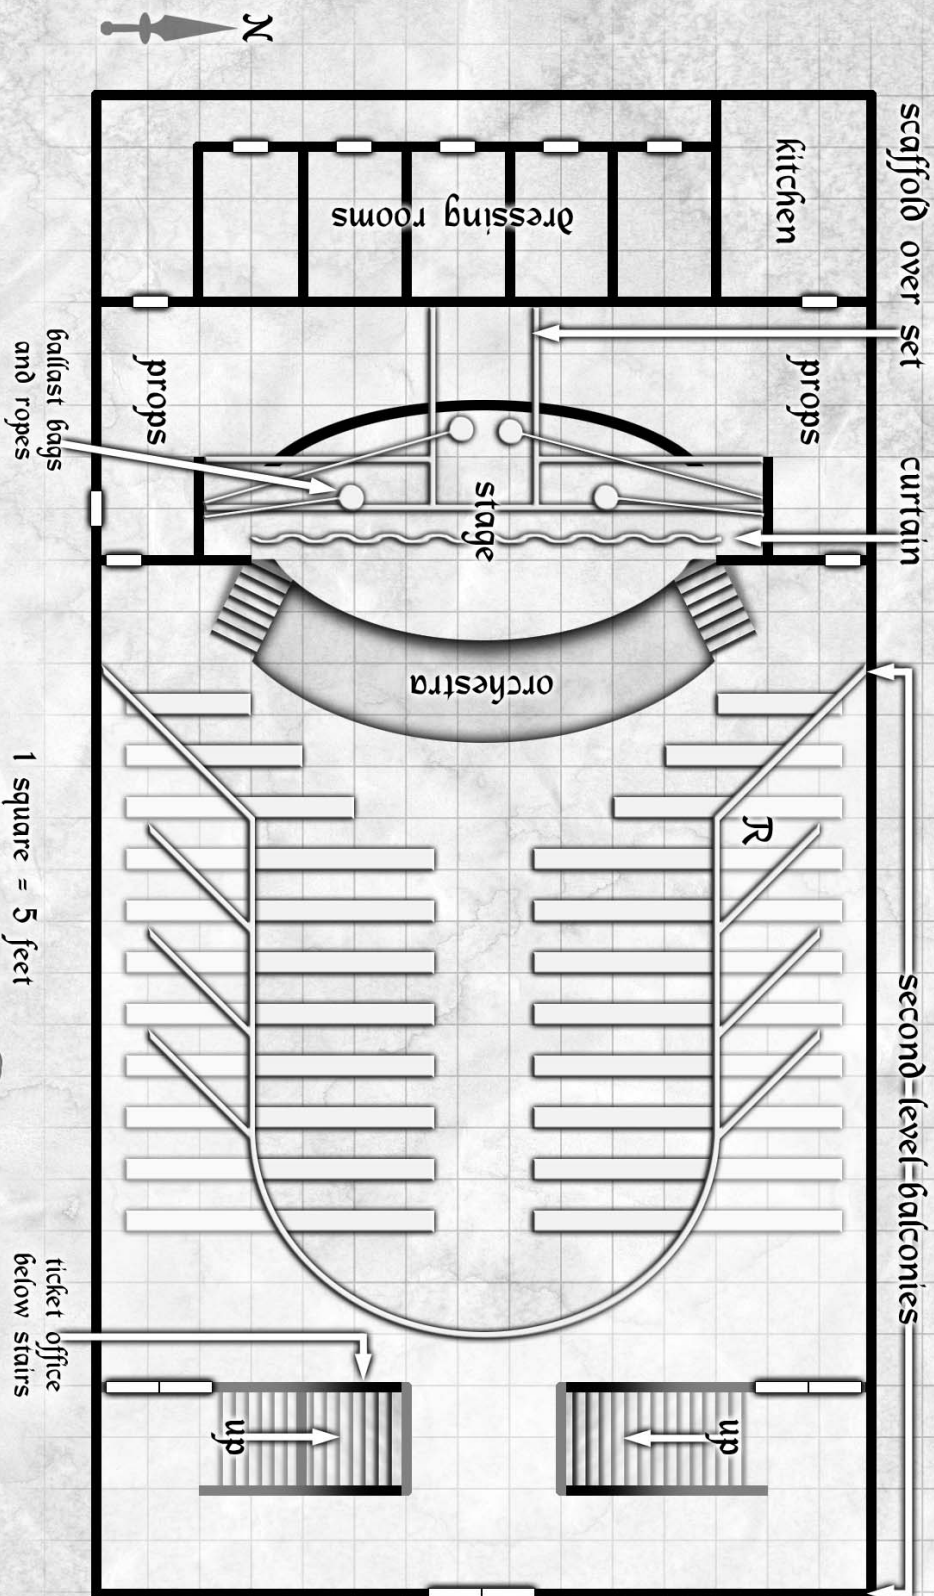 N
scaffold over set
curtain
kitchen
dressing rooms
props
props
ballast bags
and ropes
stage
orchestra
R
second-level balconies
1 square = 5 feet
ticket office
below stairs
up
up